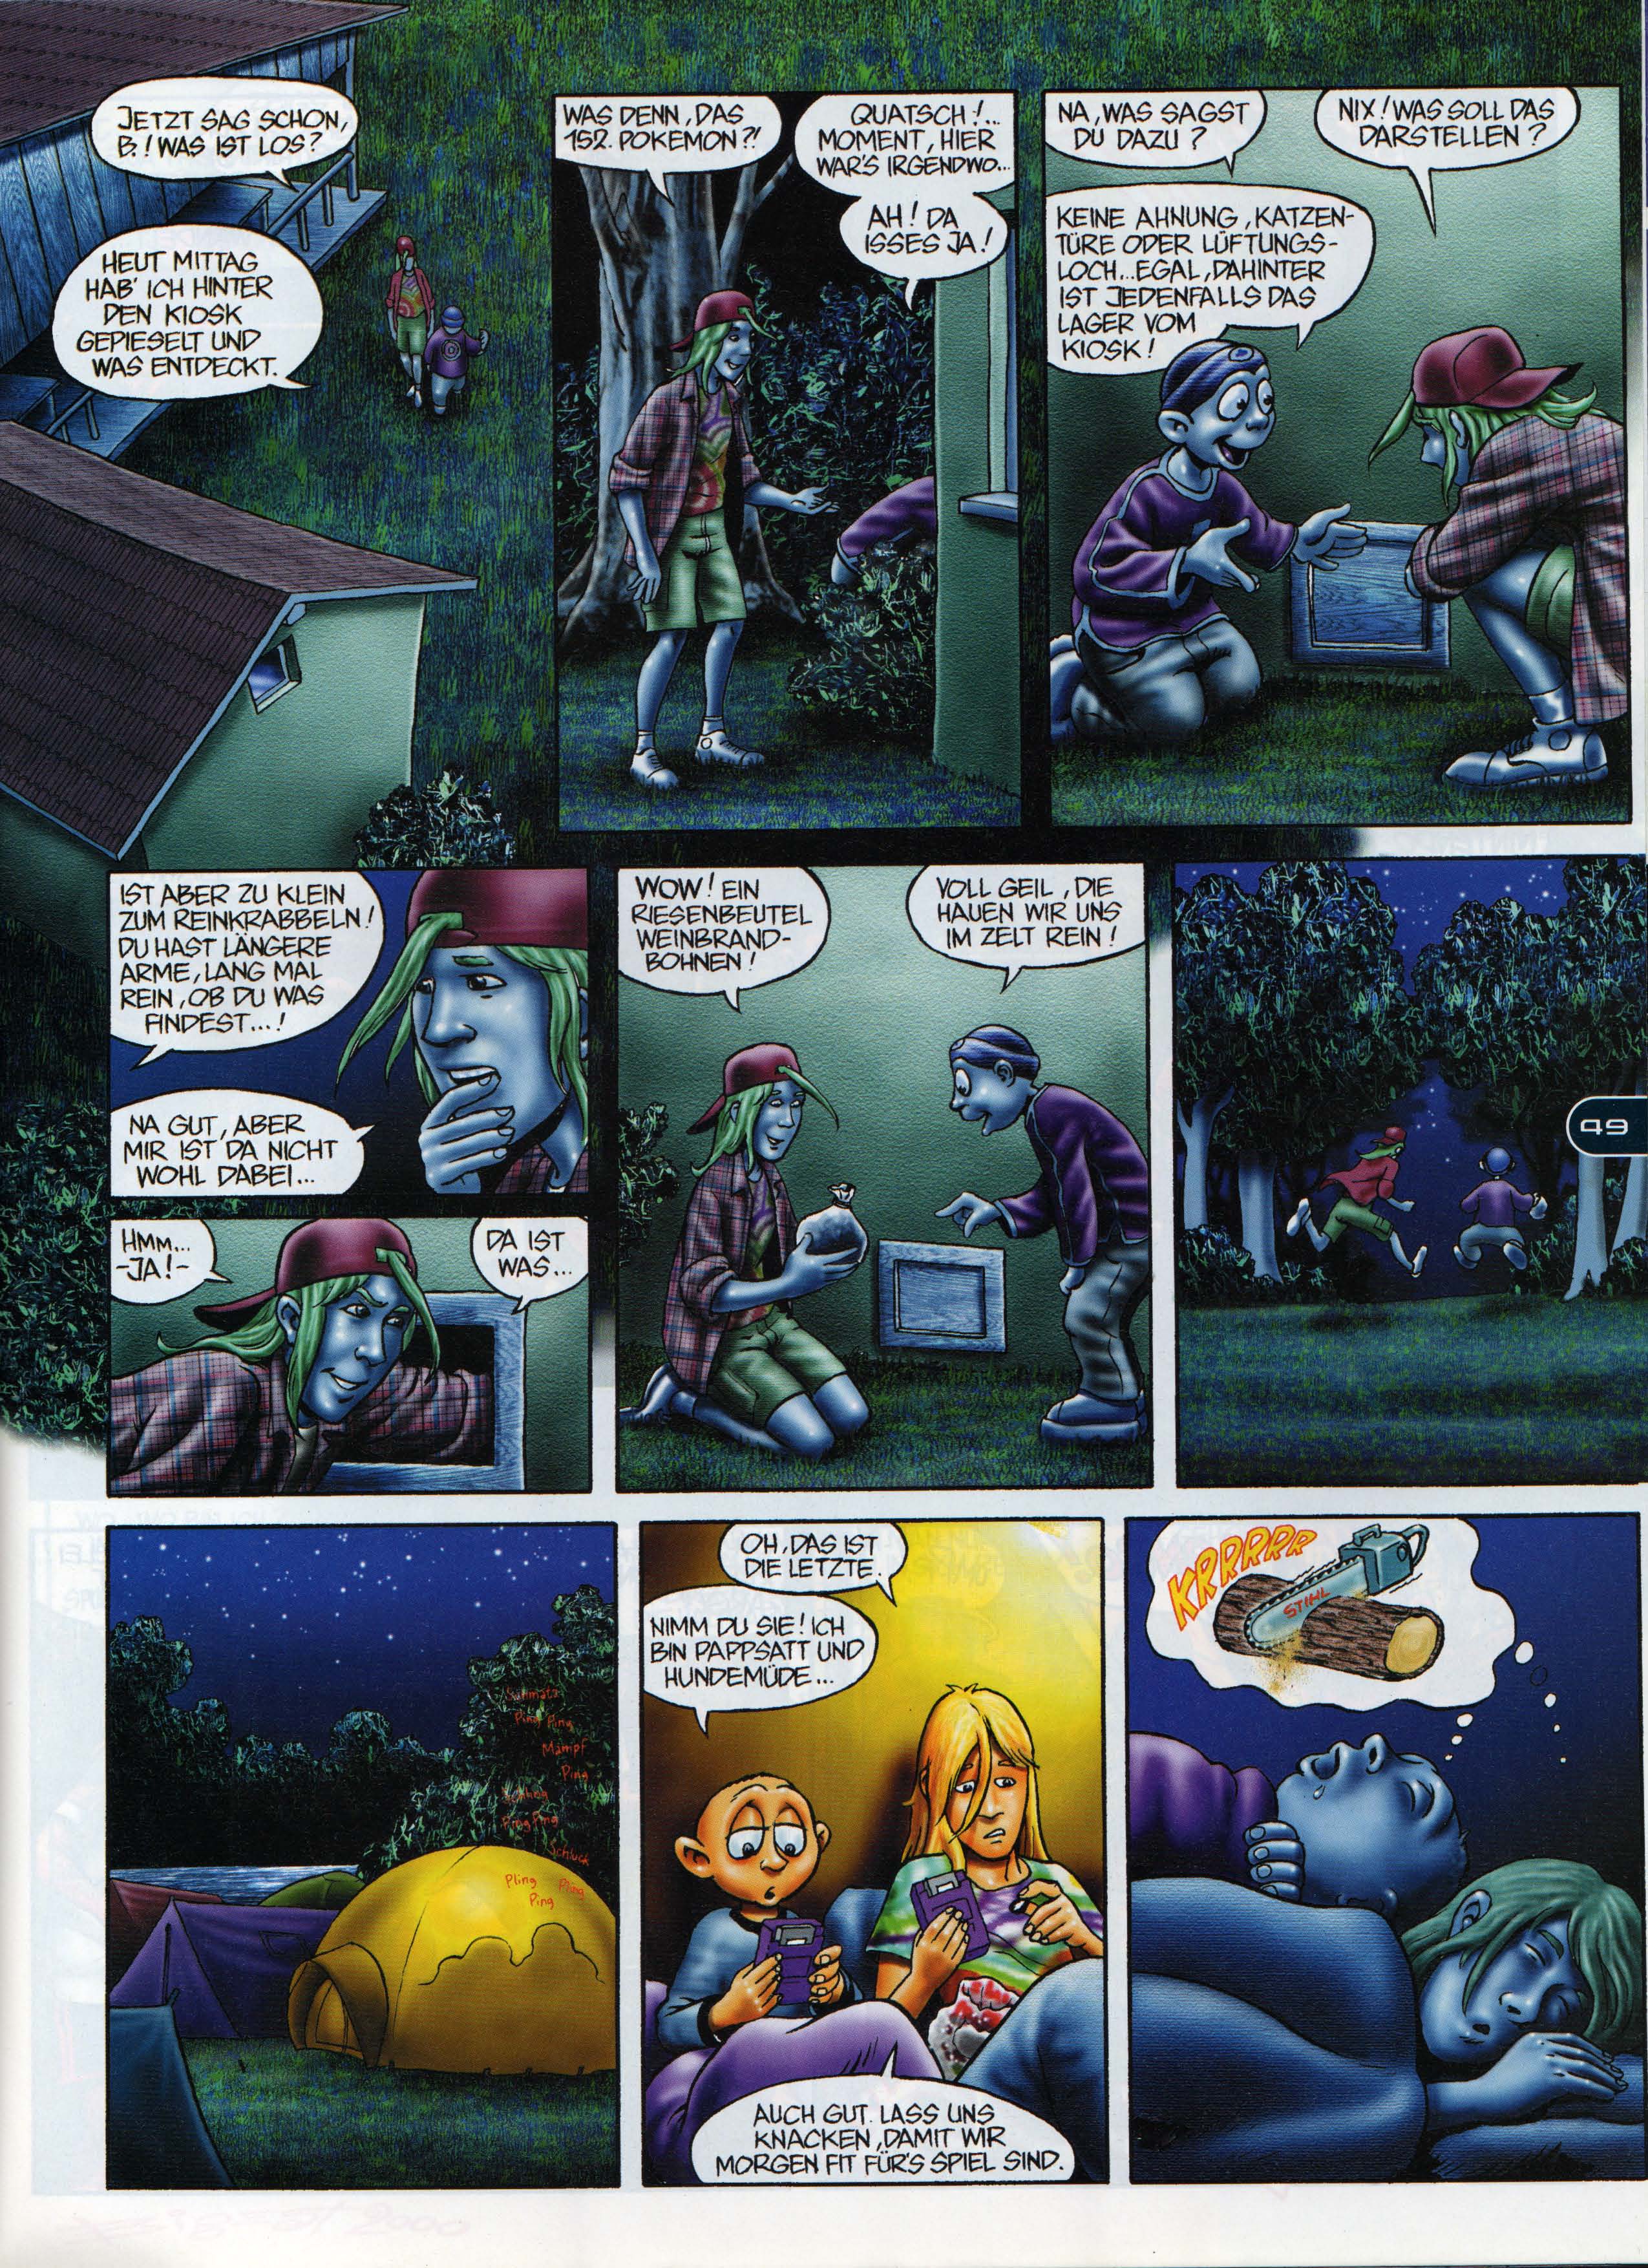 JETZT SAG SCHON,
B.! WAS IST LOS?
HEUT MITTAG
HAB' ICH HINTER
DEN KIOSK
GEPIESELT UND
WAS ENTDECKT.
WAS DENN, DAS
152. POKEMON?!
QUATSCH!...
MOMENT, HIER
WAR'S IRGENDWO...
AH! DA
ISSES JA!
NA, WAS SAGST
DU DAZU?
NIX! WAS SOLL DAS
DARSTELLEN?
KEINE AHNUNG, KATZEN-
TÜRE ODER LÜFTUNGS-
LOCH...EGAL, DAHINTER
IST JEDENFALLS DAS
LAGER VOM
KIOSK!
IST ABER ZU KLEIN
ZUM REINKRABBELN!
DU HAST LÄNGERE
ARME, LANG MAL
REIN, OB DU WAS
FINDEST...!
NA GUT, ABER
MIR IST DA NICHT
WOHL DABEI...
HMM...
-JA!-
DA IST
WAS...
WOW! EIN
RIESENBEUTEL
WEINBRAND-
BOHNEN!
VOLL GEIL, DIE
HAUEN WIR UNS
IM ZELT REIN!
49
Ping Ping
Mampf
Ping
Ping Ping
Schluck
Pling Pling
Ping
OH, DAS IST
DIE LETZTE.
NIMM DU SIE! ICH
BIN PAPPSATT UND
HUNDEMÜDE...
AUCH GUT. LASS UNS
KNACKEN, DAMIT WIR
MORGEN FIT FÜR'S SPIEL SIND.
KRRRRRR
STIHL